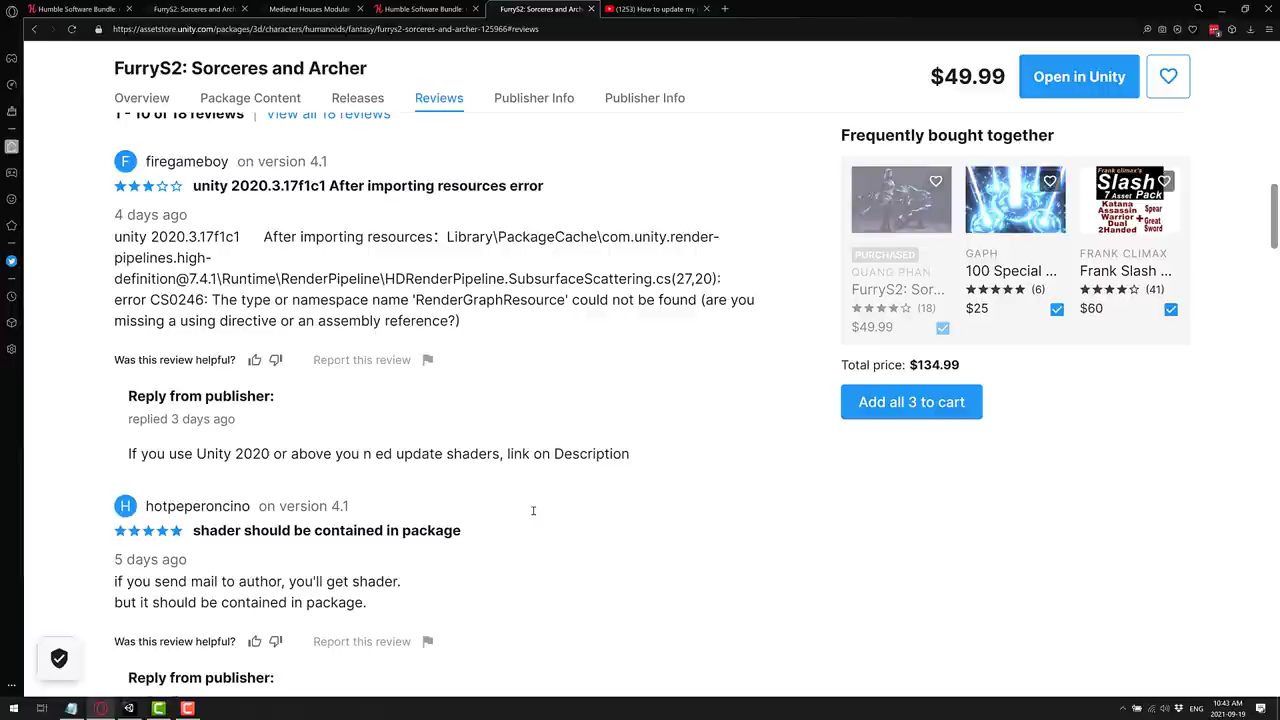 Humble Software Bundle:
FurryS2: Sorceres and Arch
Medieval Houses Modular
Humble Software Bundle:
FurryS2: Sorceres and Arch
(1253) How to update my
https://assetstore.unity.com/packages/3d/characters/humanoids/fantasy/furrys2-sorceres-and-archer-125966#reviews
FurryS2: Sorceres and Archer
$49.99
Open in Unity
Overview
Package Content
Releases
Reviews
Publisher Info
Publisher Info
1 - 10 of 18 reviews | View all 18 reviews
F firegameboy on version 4.1
unity 2020.3.17f1c1 After importing resources error
4 days ago
unity 2020.3.17f1c1 After importing resources：Library\PackageCache\com.unity.render-
pipelines.high-
definition@7.4.1\Runtime\RenderPipeline\HDRenderPipeline.SubsurfaceScattering.cs(27,20):
error CS0246: The type or namespace name 'RenderGraphResource' could not be found (are you
missing a using directive or an assembly reference?)
Was this review helpful?
Report this review
Reply from publisher:
replied 3 days ago
If you use Unity 2020 or above you n ed update shaders, link on Description
H hotpeperoncino on version 4.1
shader should be contained in package
5 days ago
if you send mail to author, you'll get shader.
but it should be contained in package.
Was this review helpful?
Report this review
Reply from publisher:
Frequently bought together
PURCHASED
QUANG PHAN
FurryS2: Sor...
(18)
$49.99
GAPH
100 Special ...
(6)
$25
Frank climax's
Slash
7 Asset Pack
Katana
Assassin
Warrior
Dual
2Handed
+
Spear
Great
Sword
FRANK CLIMAX
Frank Slash ...
(41)
$60
Total price: $134.99
Add all 3 to cart
ENG
10:43 AM
2021-09-19